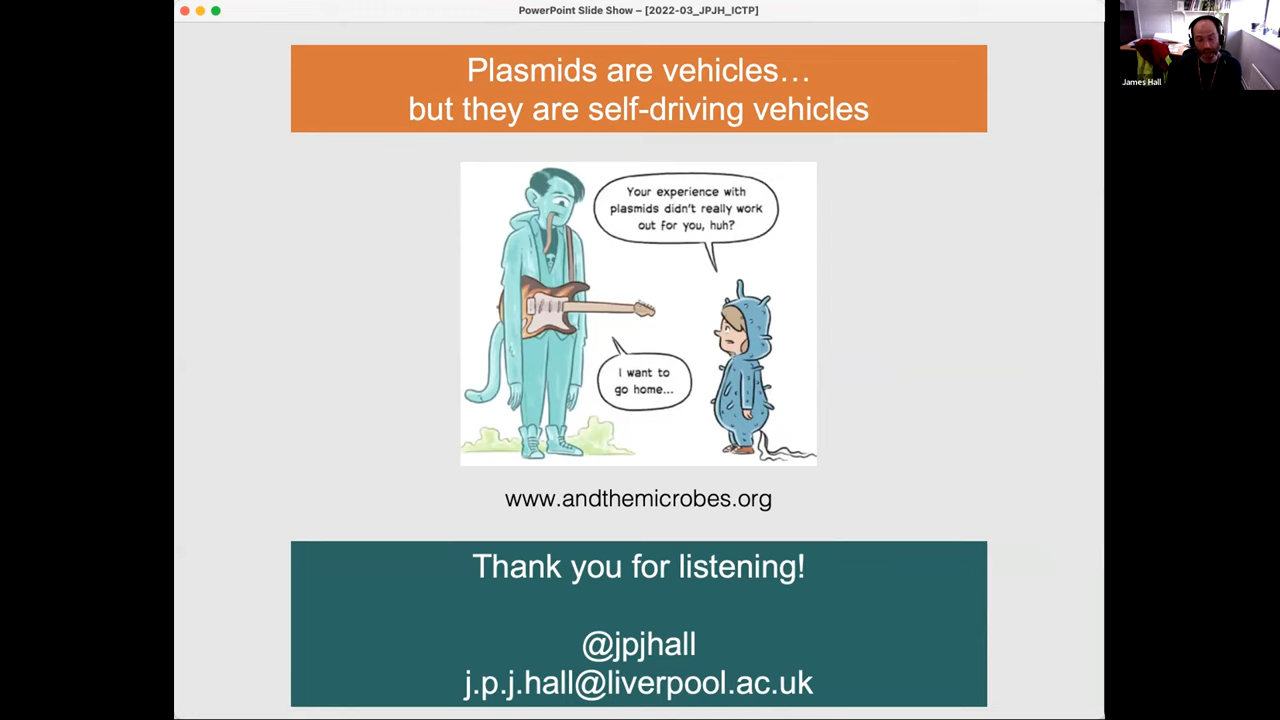 PowerPoint Slide Show – [2022-03_JPJH_ICTP]
James Hall
Plasmids are vehicles…
but they are self-driving vehicles
Your experience with
plasmids didn't really work
out for you, huh?
I want to
go home...
www.andthemicrobes.org
Thank you for listening!
@jpjhall
j.p.j.hall@liverpool.ac.uk